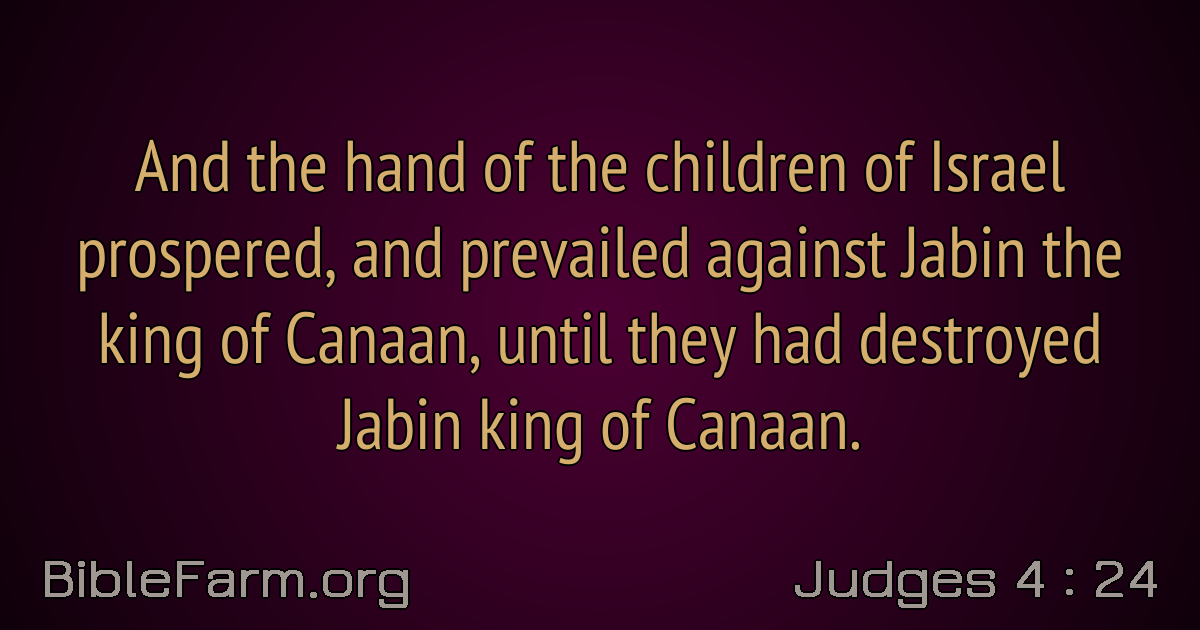 And the hand of the children of Israel
prospered, and prevailed against Jabin the
king of Canaan, until they had destroyed
Jabin king of Canaan.
BibleFarm.org
Judges 4 : 24